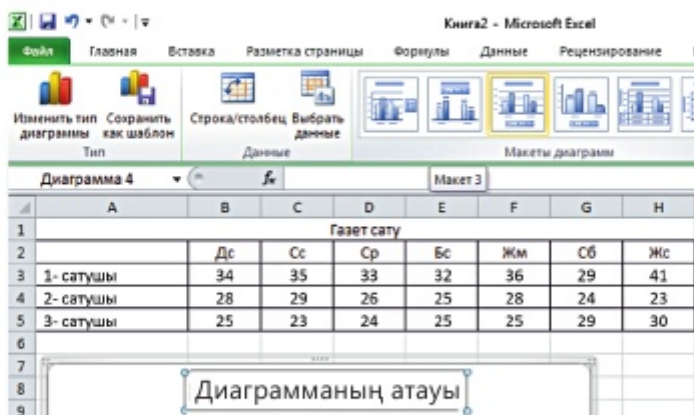 Книга2 - Microsoft Excel
Файл Главная Вставка Разметка страницы Формулы Данные Рецензирование
Изменить тип диаграммы Сохранить как шаблон Строка/столбец Выбрать данные
Тип Данные Макеты диаграмм
Диаграмма 4 fx Макет 3
A B C D E F G H
1 Газет сату
2 Дс Сс Ср Бс Жм Сб Жс
3 1- сатушы 34 35 33 32 36 29 41
4 2- сатушы 28 29 26 25 28 24 23
5 3- сатушы 25 23 24 25 25 29 30
6
7
8 Диаграмманың атауы
9